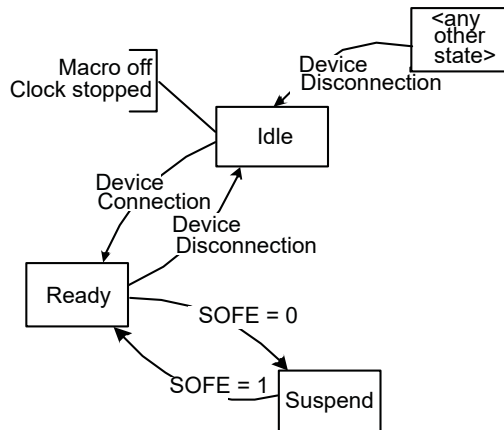 <any
other
state>
Macro off
Clock stopped
Device
Disconnection
Idle
Device
Connection
Device
Disconnection
Ready
SOFE = 0
SOFE = 1
Suspend